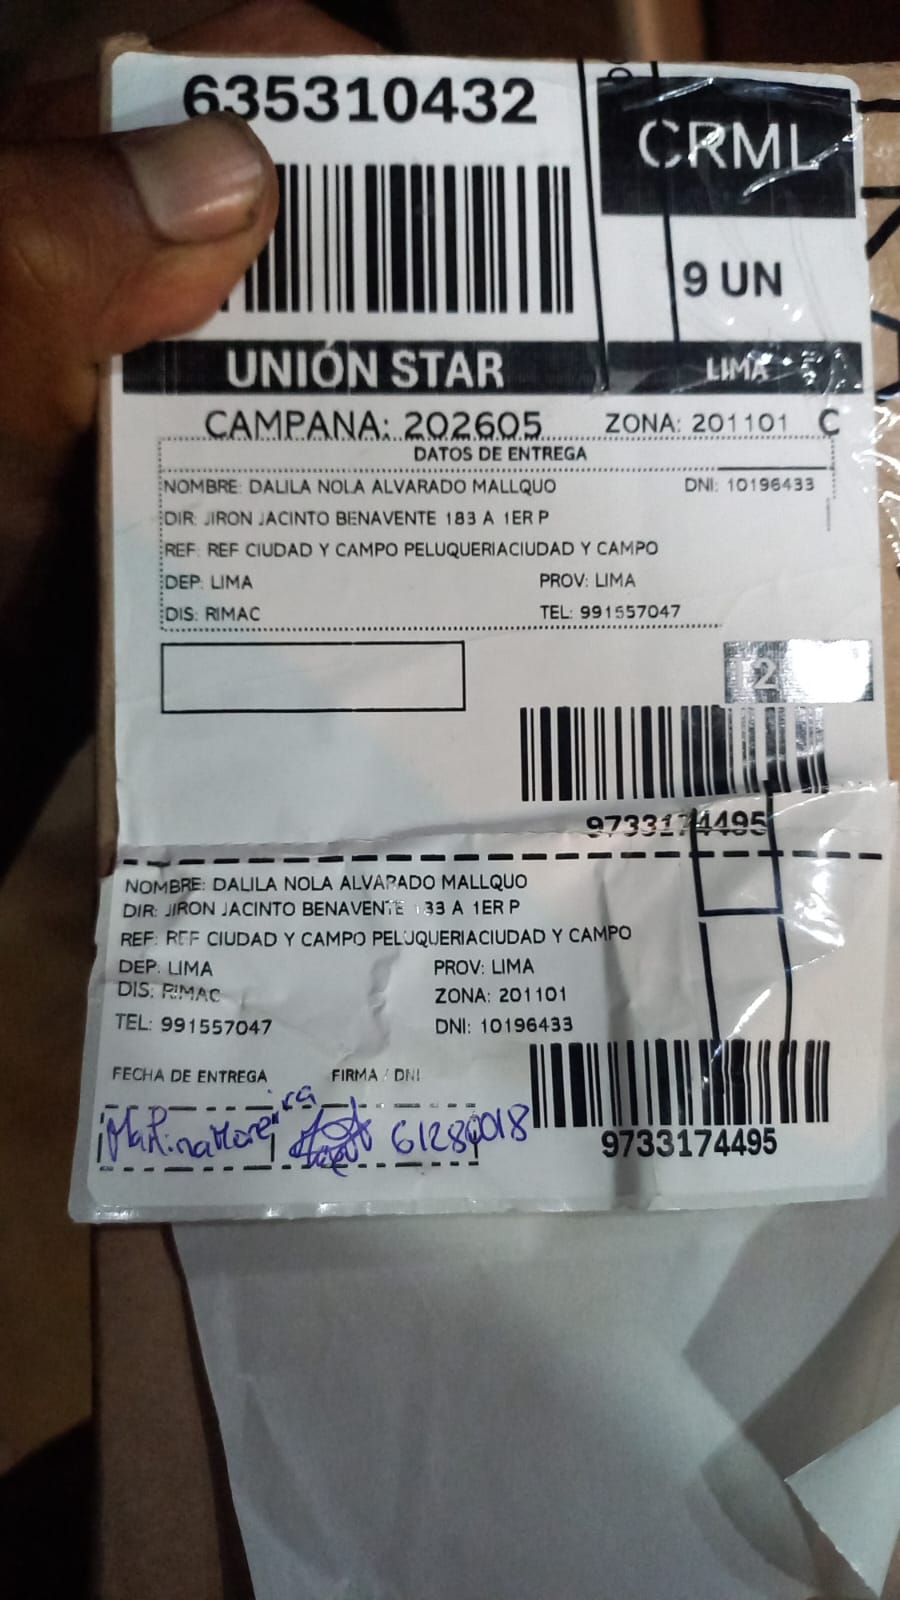 635310432
CRML
9 UN
UNIÓN STAR LIMA
CAMPANA: 202605 ZONA: 201101 C
DATOS DE ENTREGA
NOMBRE: DALILA NOLA ALVARADO MALLQUO DNI: 10196433
DIR: JIRON JACINTO BENAVENTE 183 A 1ER P
REF: REF CIUDAD Y CAMPO PELUQUERIACIUDAD Y CAMPO
DEP: LIMA PROV: LIMA
DIS: RIMAC TEL: 991557047
9733174495
NOMBRE: DALILA NOLA ALVARADO MALLQUO
DIR: JIRON JACINTO BENAVENTE 183 A 1ER P
REF: REF CIUDAD Y CAMPO PELUQUERIACIUDAD Y CAMPO
DEP: LIMA PROV: LIMA
DIS: RIMAC ZONA: 201101
TEL: 991557047 DNI: 10196433
FECHA DE ENTREGA FIRMA / DNI
61280018
9733174495